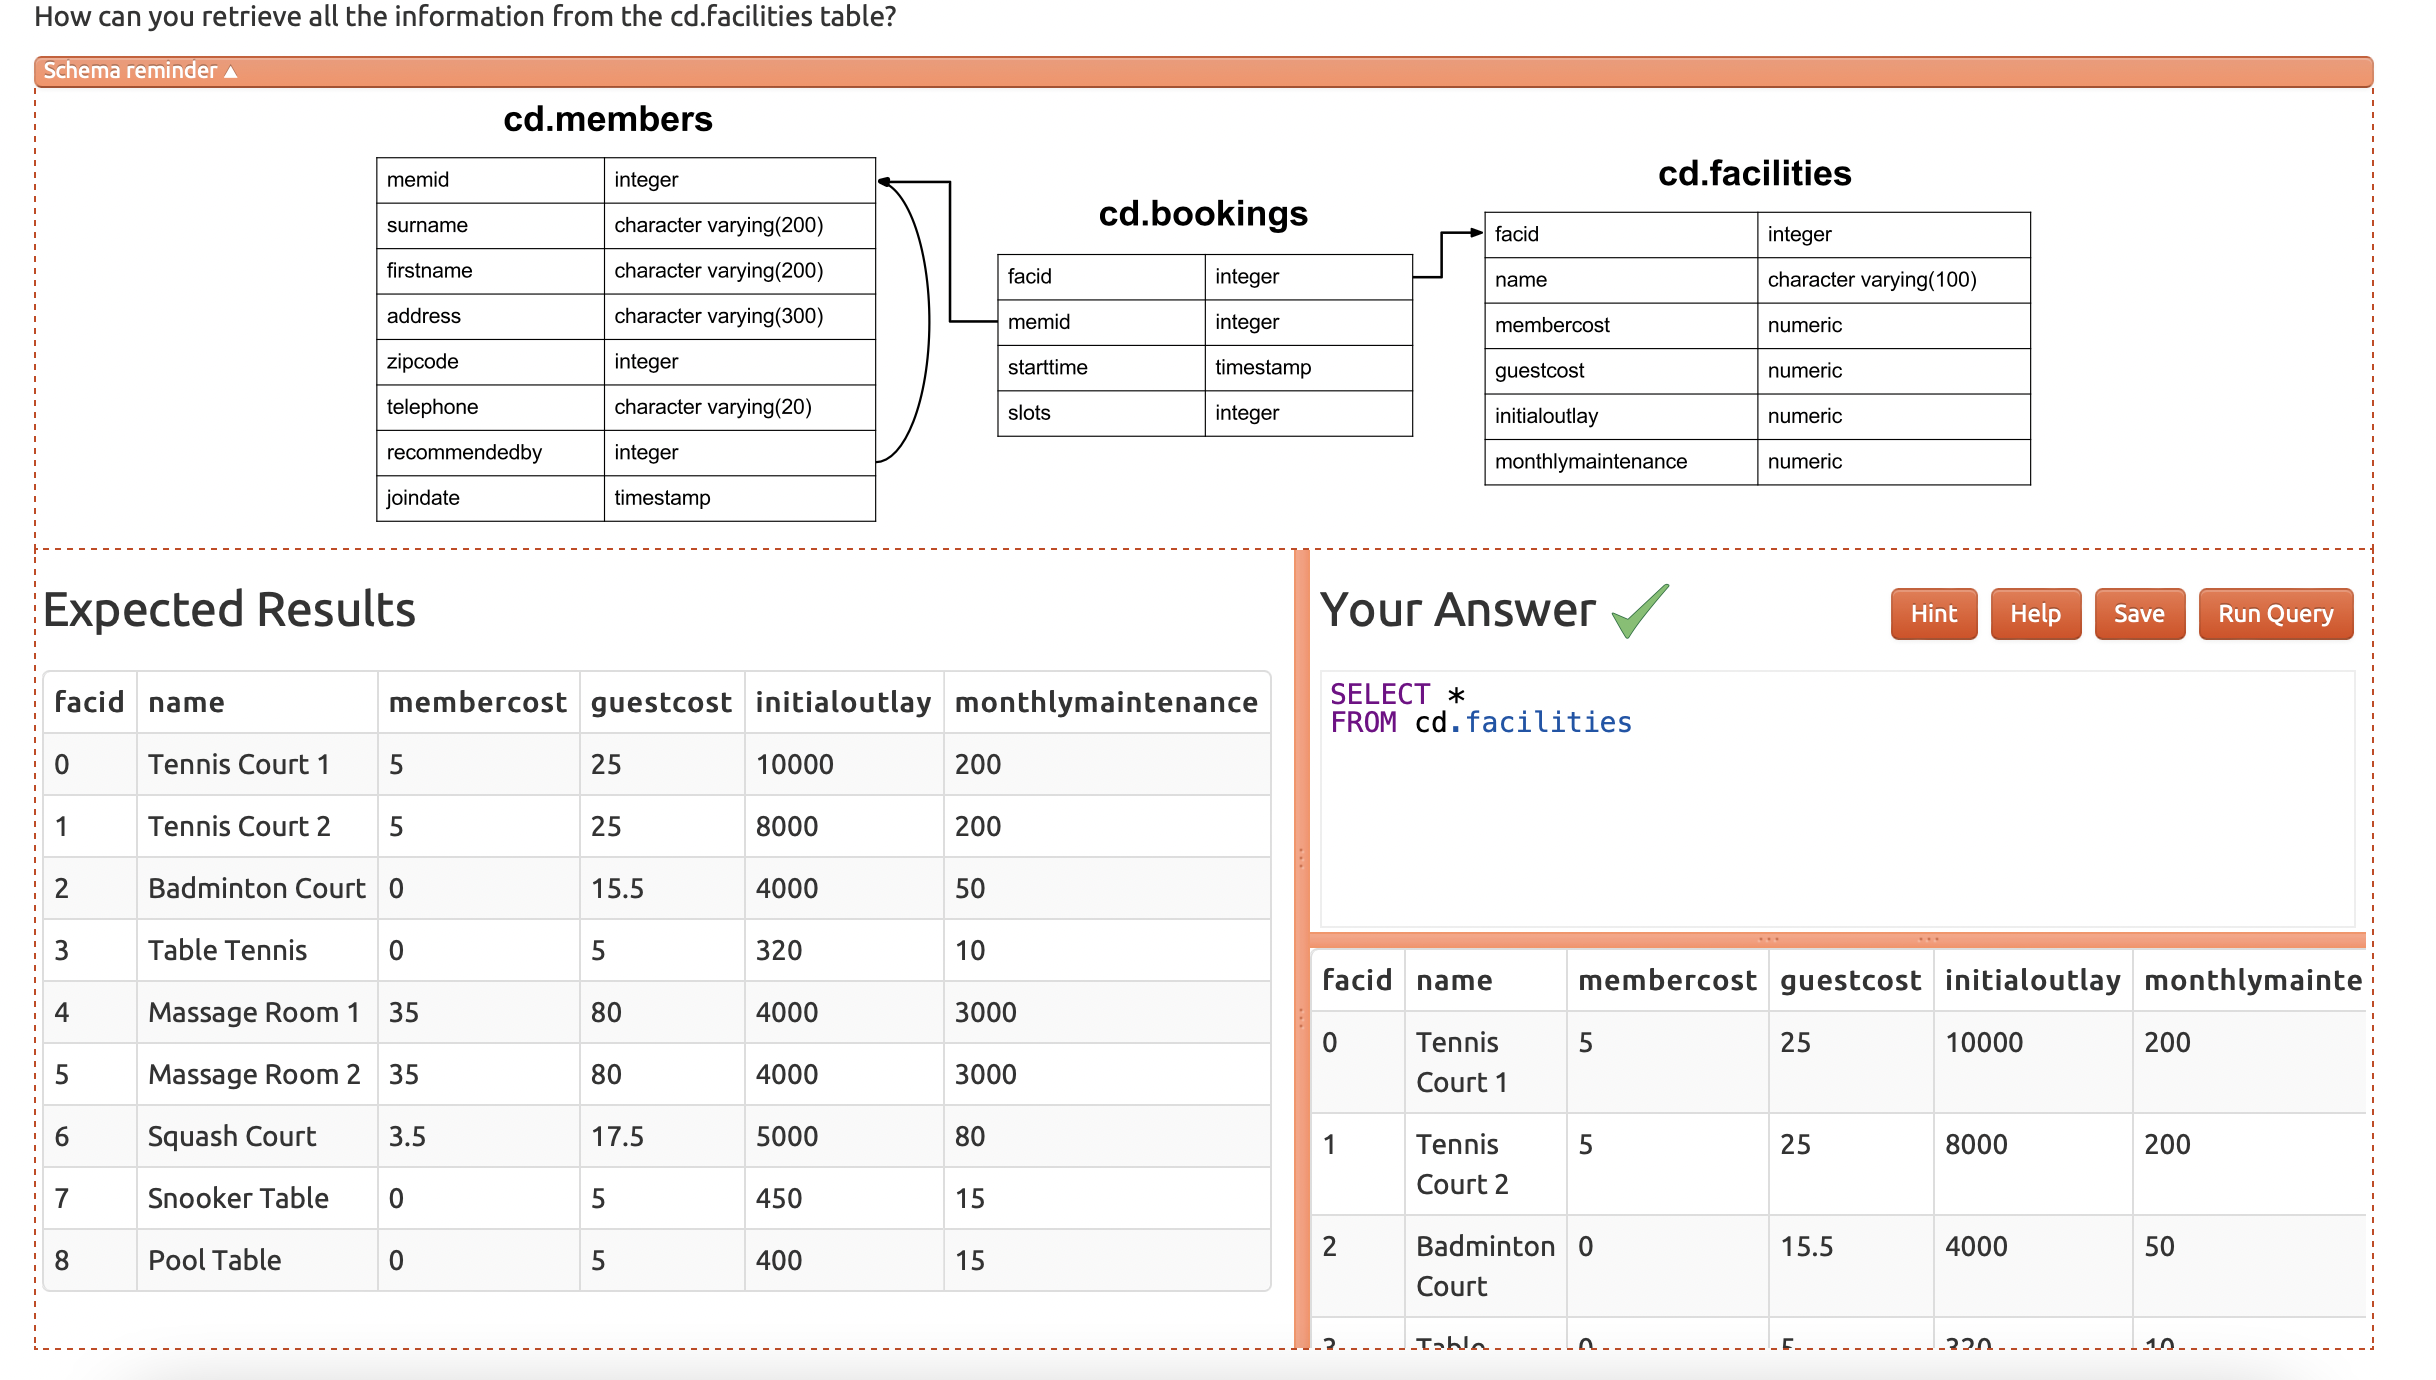 How can you retrieve all the information from the cd.facilities table?
Schema reminder ▲
cd.members
memid integer
surname character varying(200)
firstname character varying(200)
address character varying(300)
zipcode integer
telephone character varying(20)
recommendedby integer
joindate timestamp
cd.bookings
facid integer
memid integer
starttime timestamp
slots integer
cd.facilities
facid integer
name character varying(100)
membercost numeric
guestcost numeric
initialoutlay numeric
monthlymaintenance numeric
Expected Results
facid name membercost guestcost initialoutlay monthlymaintenance
0 Tennis Court 1 5 25 10000 200
1 Tennis Court 2 5 25 8000 200
2 Badminton Court 0 15.5 4000 50
3 Table Tennis 0 5 320 10
4 Massage Room 1 35 80 4000 3000
5 Massage Room 2 35 80 4000 3000
6 Squash Court 3.5 17.5 5000 80
7 Snooker Table 0 5 450 15
8 Pool Table 0 5 400 15
Your Answer
Hint Help Save Run Query
SELECT *
FROM cd.facilities
facid name membercost guestcost initialoutlay monthlymainte
0 Tennis 5 25 10000 200
Court 1
1 Tennis 5 25 8000 200
Court 2
2 Badminton 0 15.5 4000 50
Court
3 Table 0 5 320 10